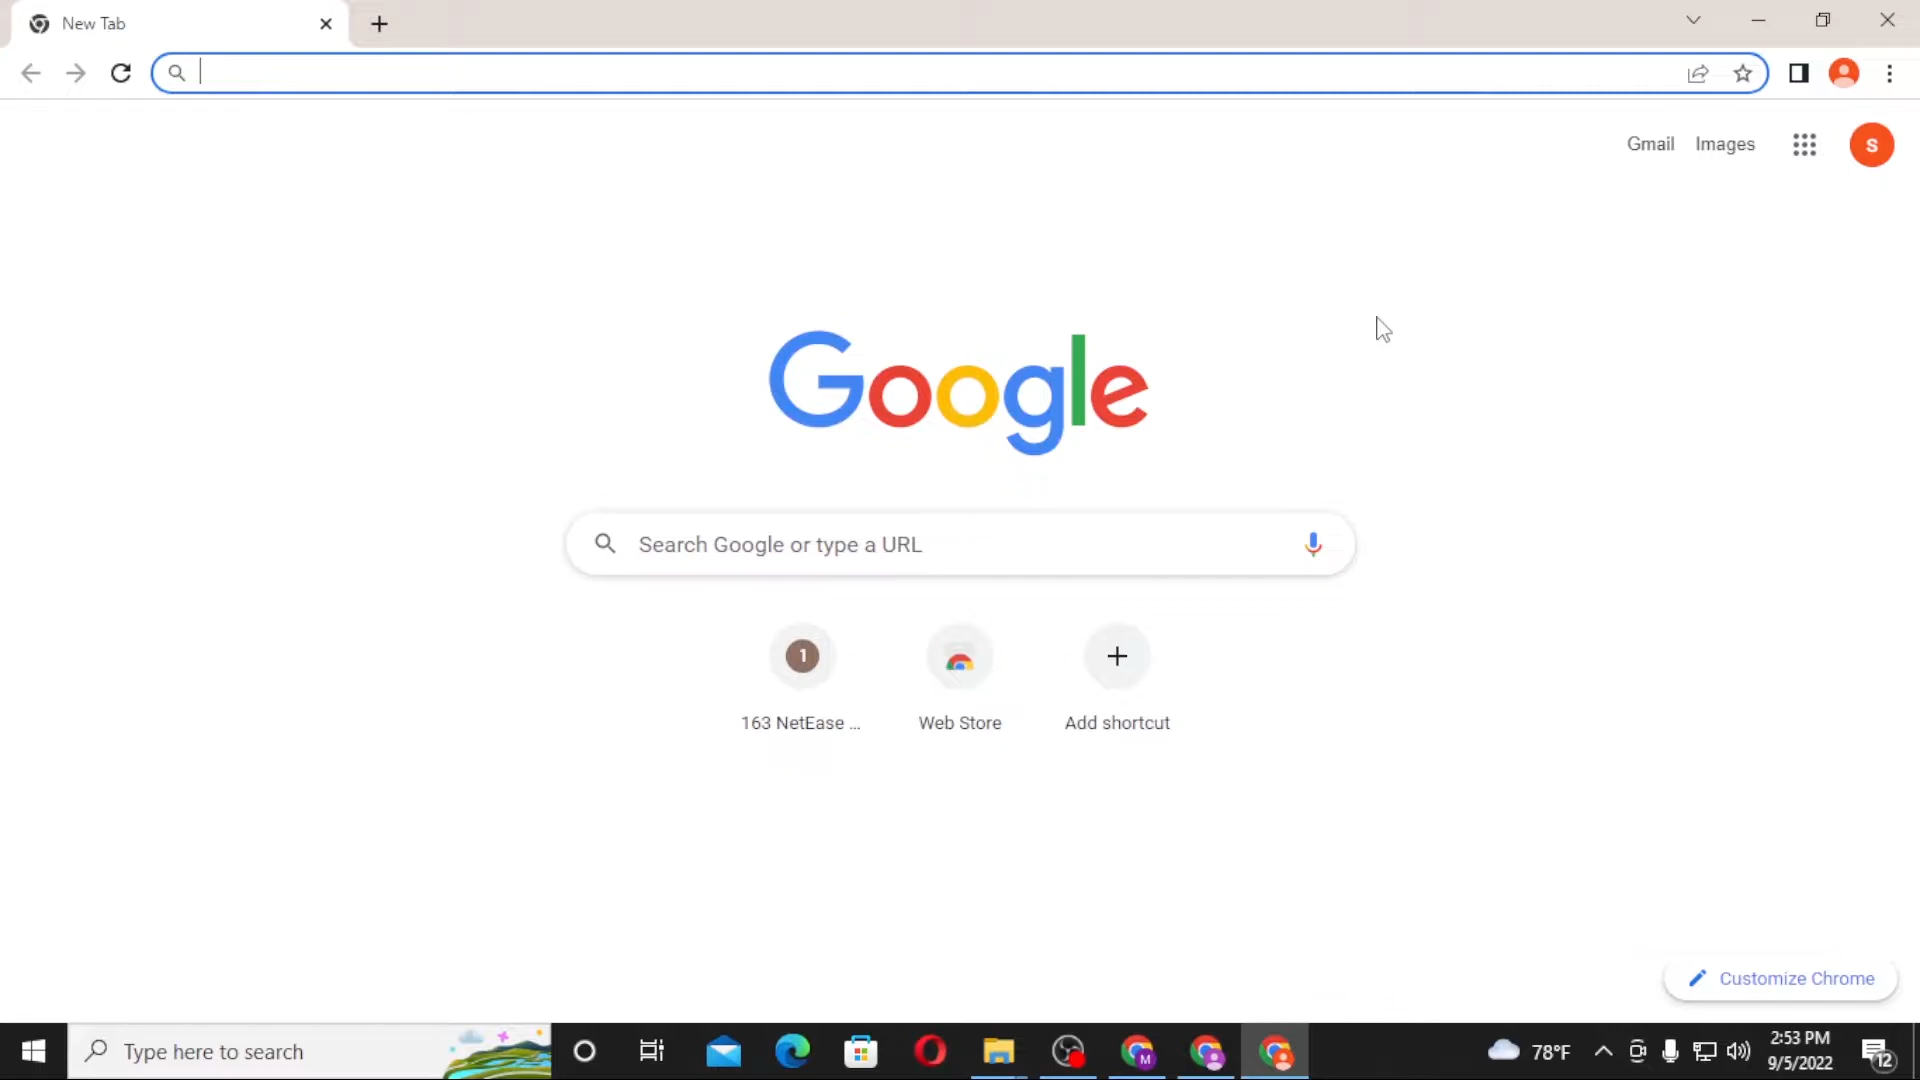 New Tab
Gmail Images
S
Google
Search Google or type a URL
1
163 NetEase ...
Web Store
Add shortcut
Customize Chrome
Type here to search
M
78°F
2:53 PM
9/5/2022
12